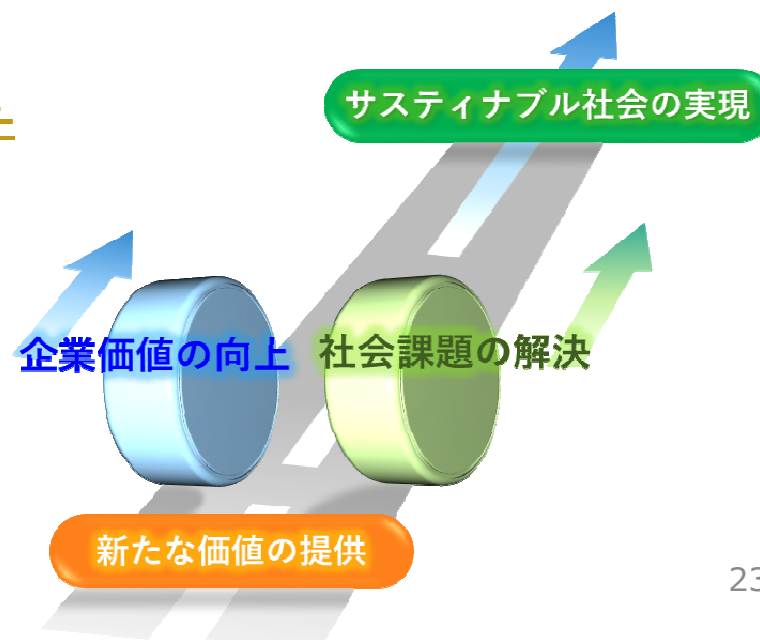 サスティナブル社会の実現
企業価値の向上
社会課題の解決
新たな価値の提供
23